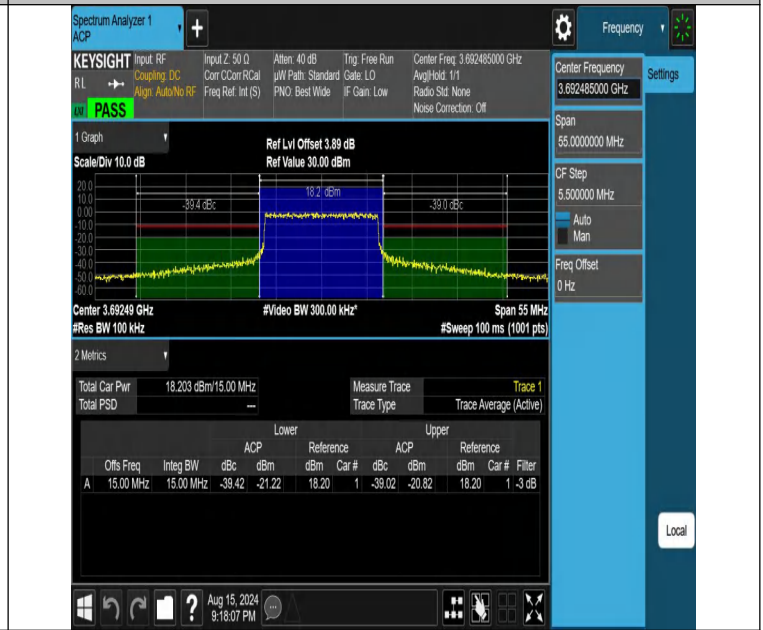 Spectrum Analyzer 1
ACP
+
Frequency
KEYSIGHT Input: RF Input Z: 50 Ω Atten: 40 dB Trig: Free Run Center Freq: 3.692485000 GHz
RL Coupling: DC Corr CCorr RCal µW Path: Standard Gate: LO Avg|Hold: 1/1
Align: Auto/No RF Freq Ref: Int (S) PNO: Best Wide IF Gain: Low Radio Std: None
Noise Correction: Off
LXI PASS
Center Frequency
3.692485000 GHz
Settings
Span
55.0000000 MHz
CF Step
5.500000 MHz
Auto
Man
Freq Offset
0 Hz
1 Graph
Ref Lvl Offset 3.89 dB
Scale/Div 10.0 dB Ref Value 30.00 dBm
20.0
10.0
0.00
-10.0
-20.0
-30.0
-40.0
-50.0
-60.0
-39.4 dBc 18.2 dBm -39.0 dBc
Center 3.69249 GHz #Video BW 300.00 kHz* Span 55 MHz
#Res BW 100 kHz #Sweep 100 ms (1001 pts)
2 Metrics
Total Car Pwr 18.203 dBm/15.00 MHz Measure Trace Trace 1
Total PSD --- Trace Type Trace Average (Active)
Lower Upper
ACP Reference ACP Reference
Offs Freq Integ BW dBc dBm dBm Car # dBc dBm dBm Car # Filter
A 15.00 MHz 15.00 MHz -39.42 -21.22 18.20 1 -39.02 -20.82 18.20 1 -3 dB
Local
? Aug 15, 2024
9:18:07 PM